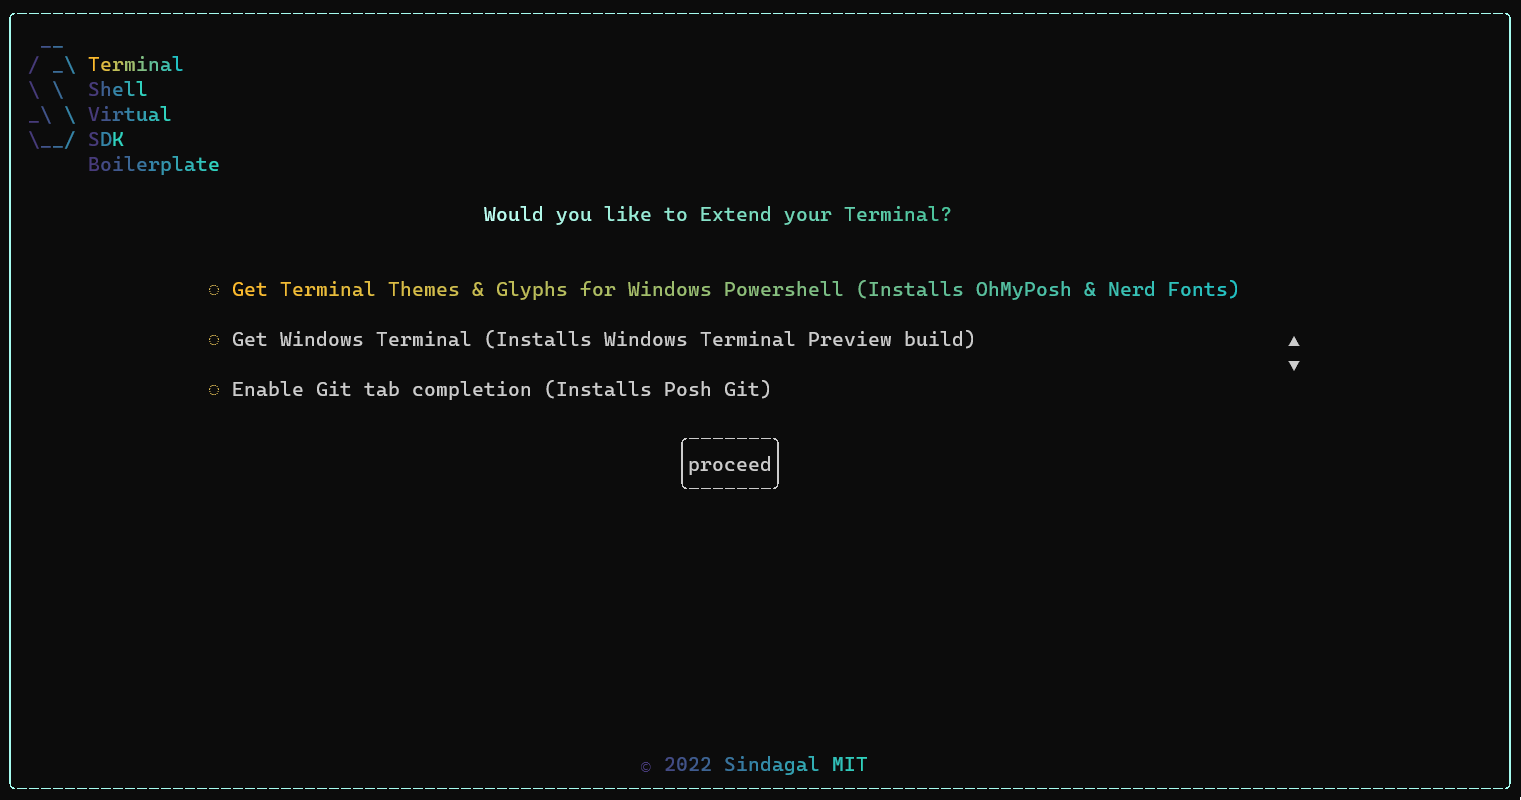 Terminal
Shell
Virtual
SDK
Boilerplate
Would you like to Extend your Terminal?
Get Terminal Themes & Glyphs for Windows Powershell (Installs OhMyPosh & Nerd Fonts)
Get Windows Terminal (Installs Windows Terminal Preview build)
Enable Git tab completion (Installs Posh Git)
proceed
© 2022 Sindagal MIT